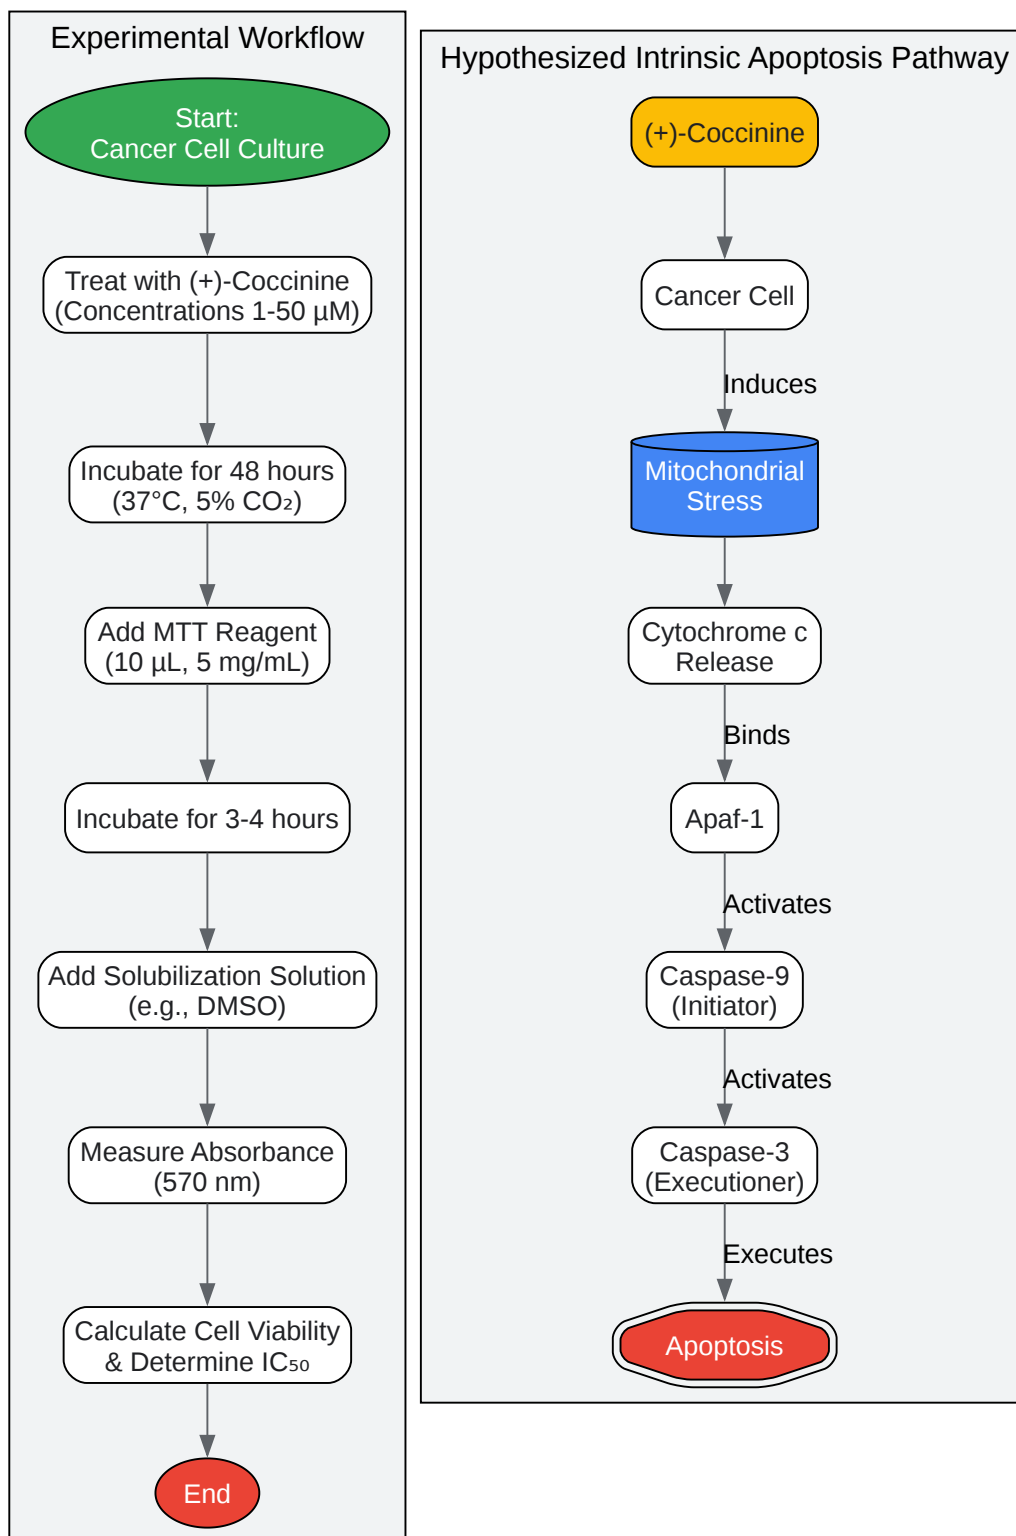 Experimental Workflow
Start:
Cancer Cell Culture
Treat with (+)-Coccinine
(Concentrations 1-50 µM)
Incubate for 48 hours
(37°C, 5% CO₂)
Add MTT Reagent
(10 µL, 5 mg/mL)
Incubate for 3-4 hours
Add Solubilization Solution
(e.g., DMSO)
Measure Absorbance
(570 nm)
Calculate Cell Viability
& Determine IC₅₀
End
Hypothesized Intrinsic Apoptosis Pathway
(+)-Coccinine
Cancer Cell
Induces
Mitochondrial
Stress
Cytochrome c
Release
Binds
Apaf-1
Activates
Caspase-9
(Initiator)
Activates
Caspase-3
(Executioner)
Executes
Apoptosis